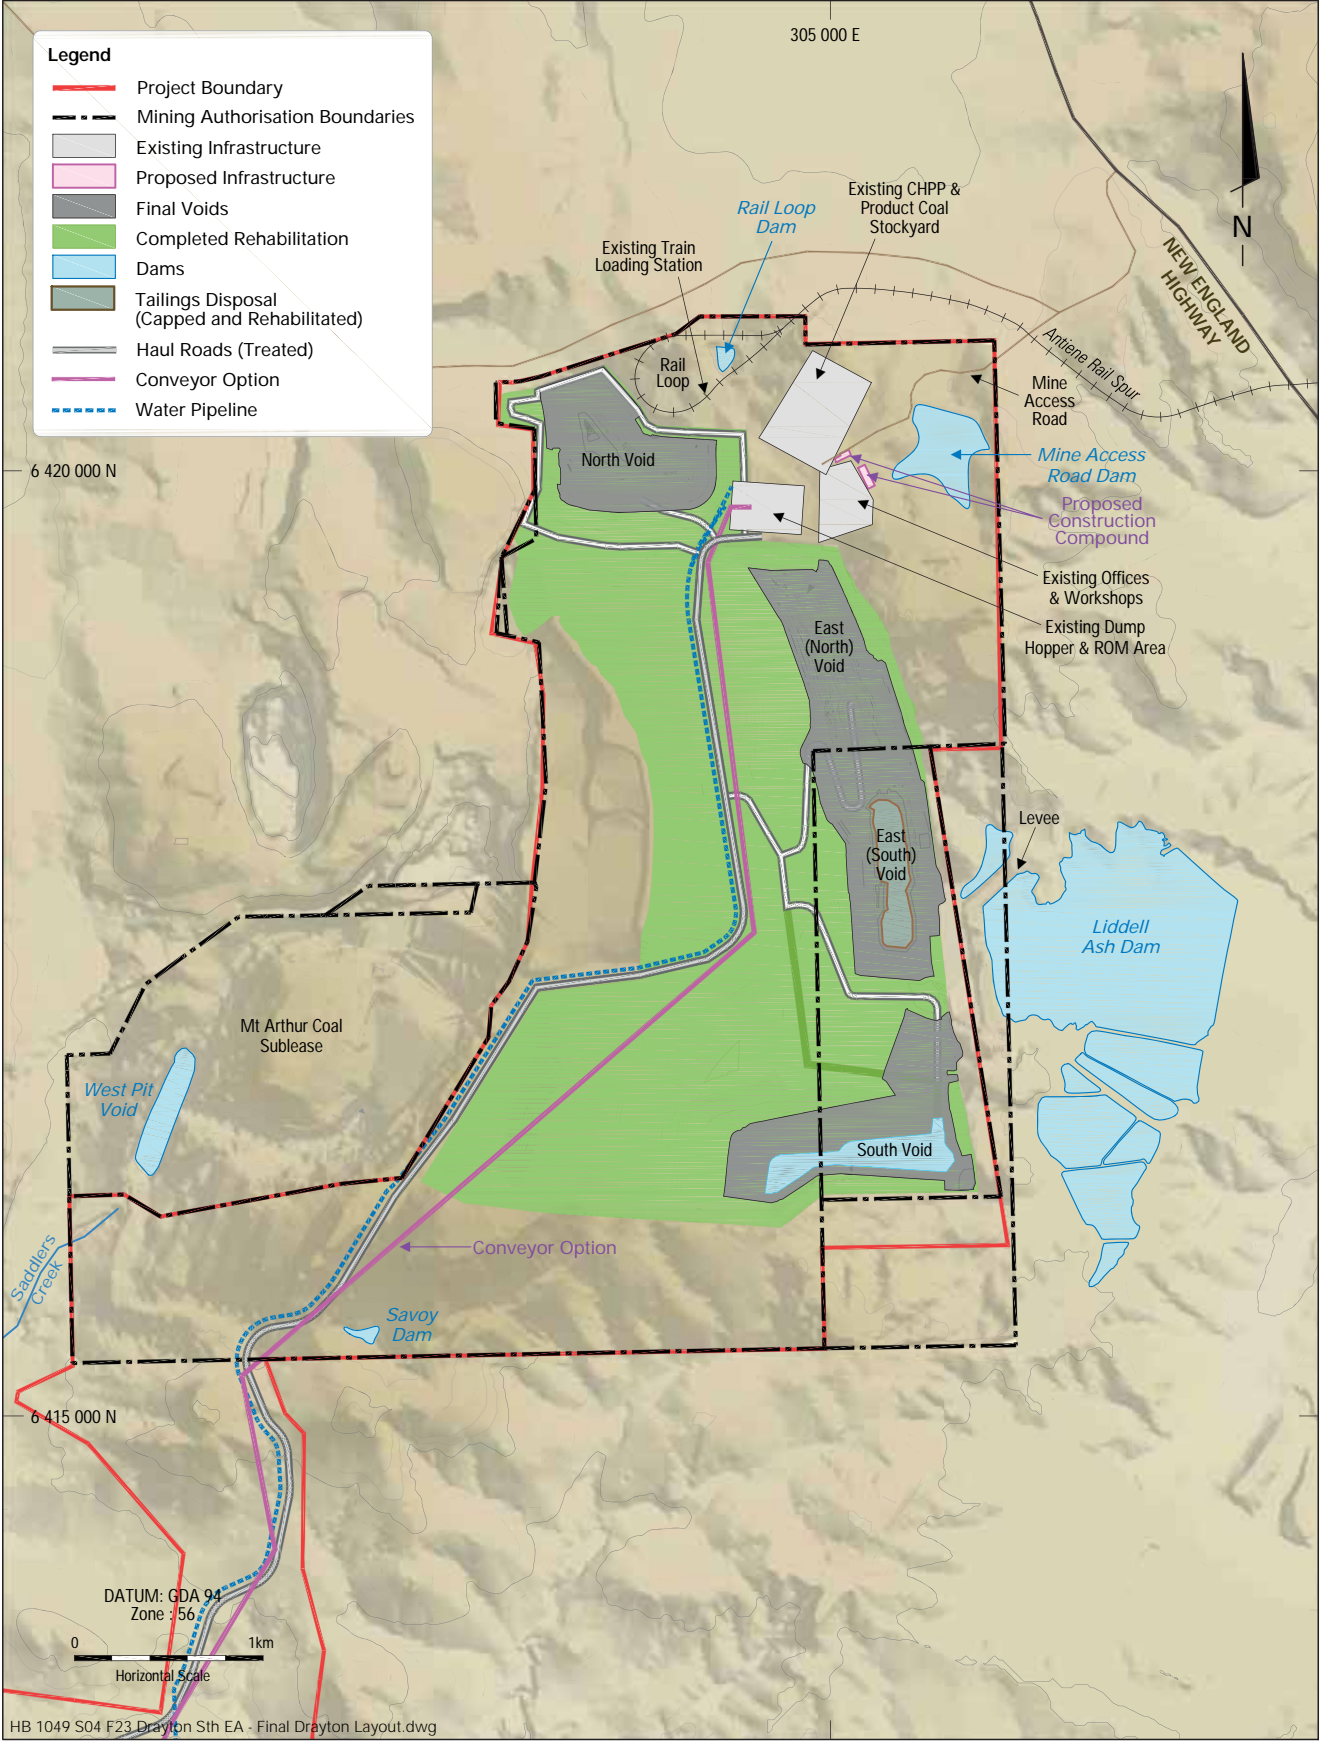 305 000 E
Legend
Project Boundary
Mining Authorisation Boundaries
Existing Infrastructure
Proposed Infrastructure
Final Voids
Completed Rehabilitation
Dams
Tailings Disposal
(Capped and Rehabilitated)
Haul Roads (Treated)
Conveyor Option
Water Pipeline
N
NEW ENGLAND
HIGHWAY
Existing CHPP &
Product Coal
Stockyard
Rail Loop
Dam
Existing Train
Loading Station
Rail
Loop
Antiene Rail Spur
Mine
Access
Road
6 420 000 N
North Void
Mine Access
Road Dam
Proposed
Construction
Compound
Existing Offices
& Workshops
Existing Dump
Hopper & ROM Area
East
(North)
Void
Levee
East
(South)
Void
Liddell
Ash Dam
Mt Arthur Coal
Sublease
West Pit
Void
South Void
Saddlers
Creek
Conveyor Option
Savoy
Dam
6 415 000 N
DATUM: GDA 94
Zone : 56
0 1km
Horizontal Scale
HB 1049 S04 F23 Drayton Sth EA - Final Drayton Layout.dwg